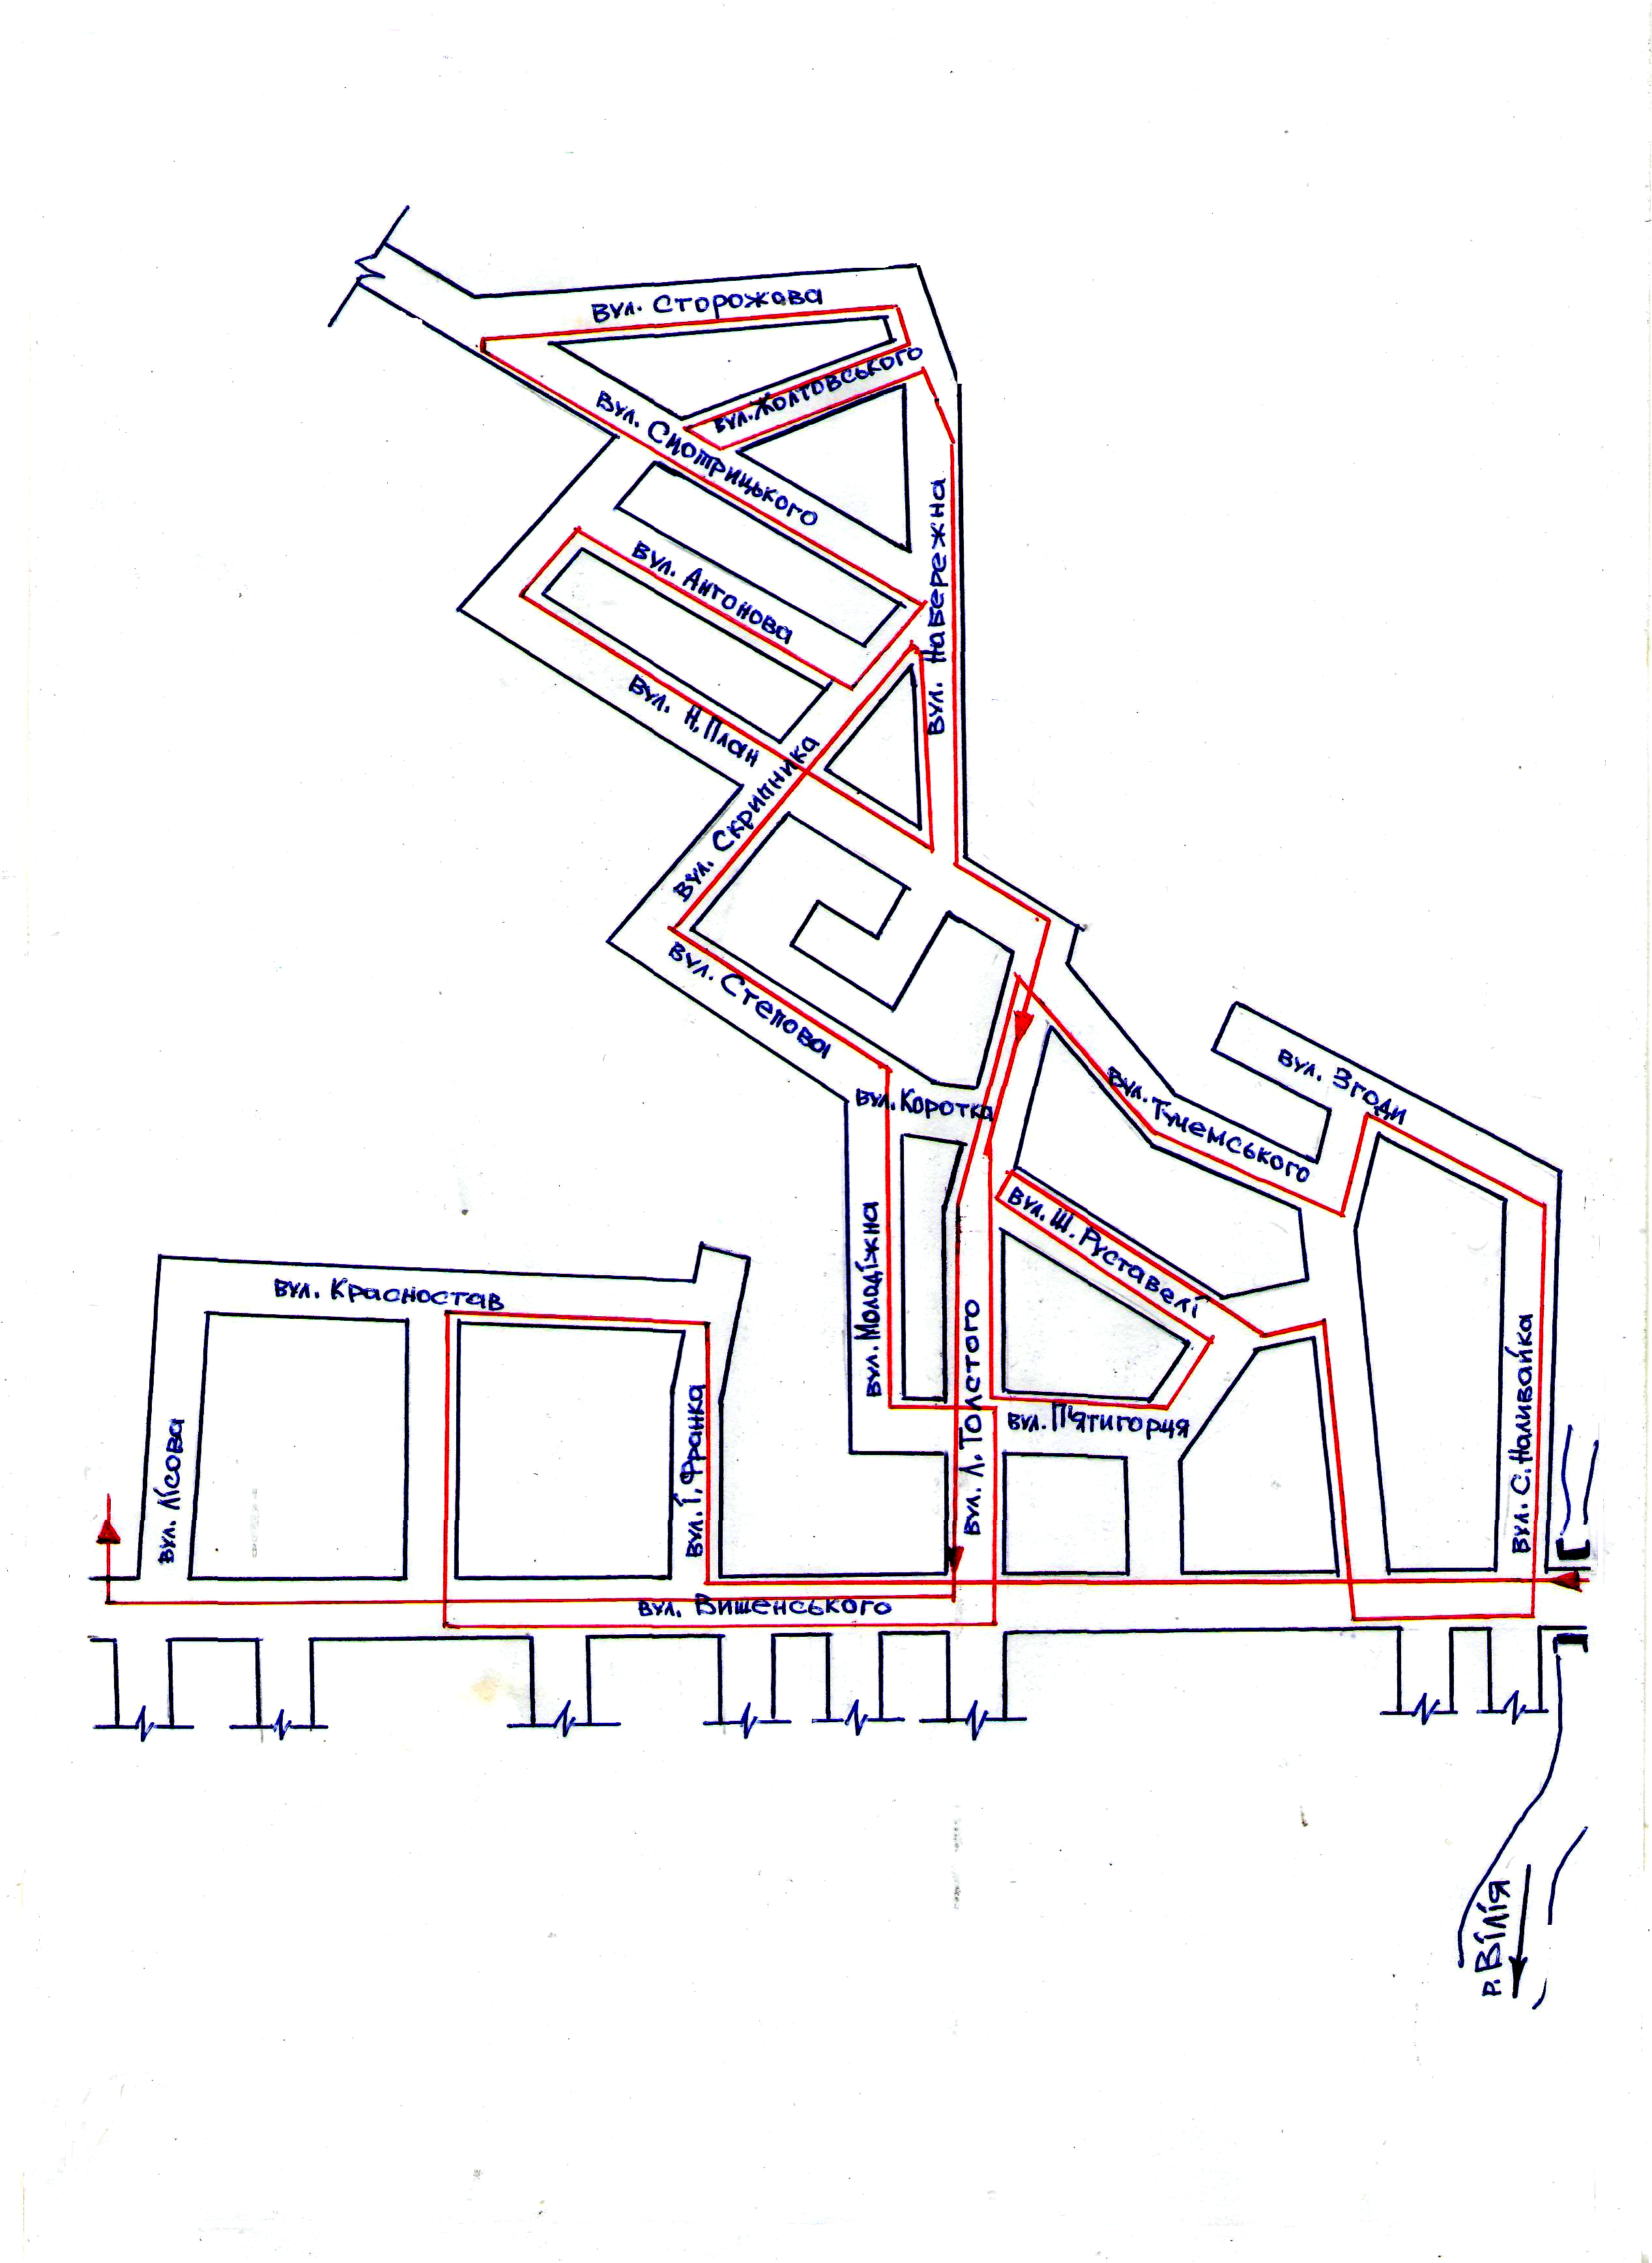 вул. Сторожова
вул. Жолтовського
вул. Смотрицького
вул. Набережна
вул. Антонова
вул. Н. План
вул. Скрипника
вул. Степова
вул. Коротка
вул. Згоди
вул. Тучемського
вул. Ш. Руставелі
вул. Молодіжна
вул. Л. Толстого
вул. П'ятигорця
вул. С. Наливайка
вул. Красностав
вул. Лісова
вул. І. Франка
вул. Вишенського
р. Вілія